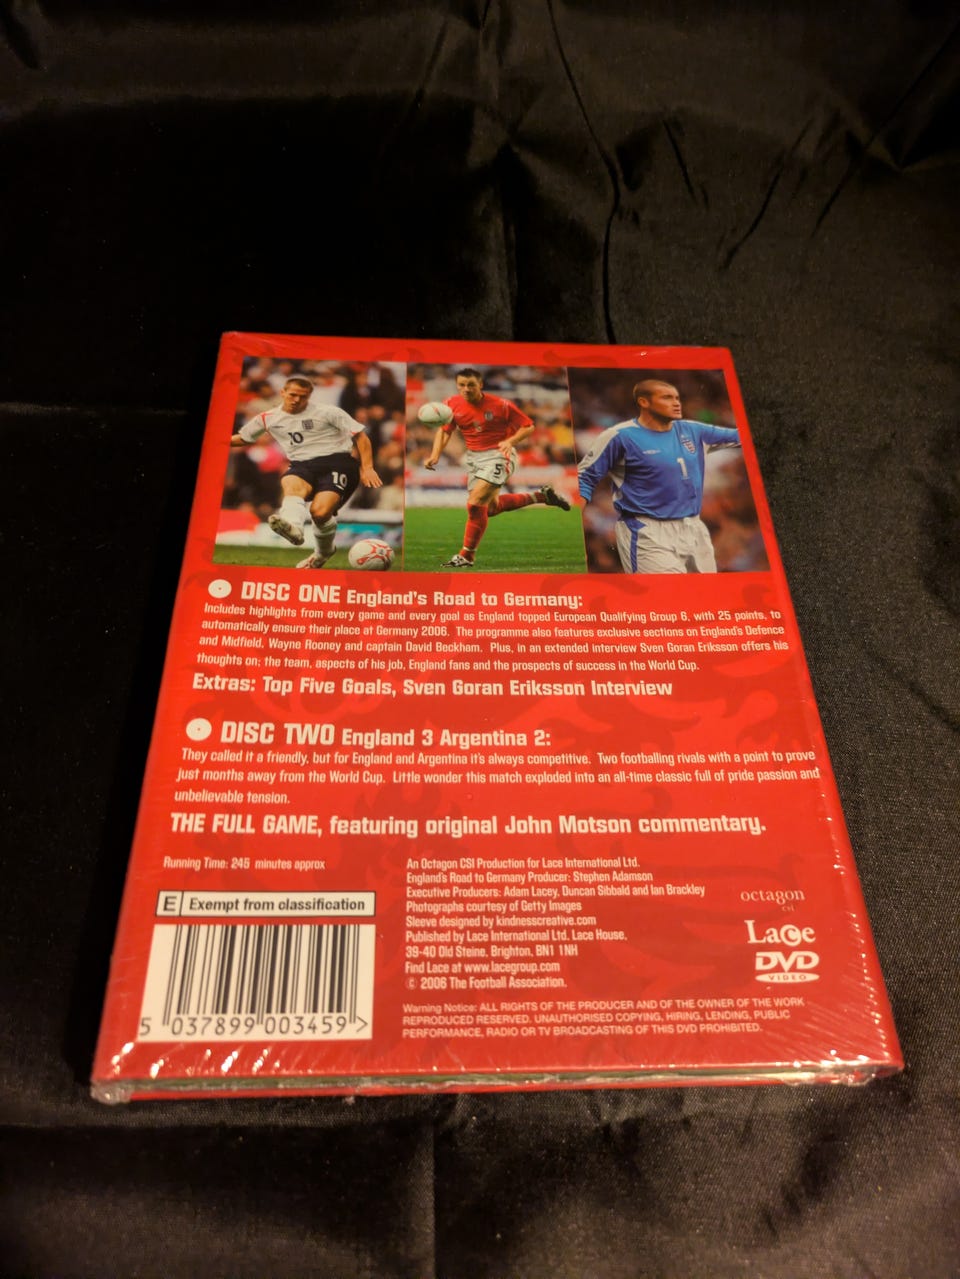 10
10
5
1
DISC ONE England's Road to Germany:
Includes highlights from every game and every goal as England topped European Qualifying Group 6, with 25 points, to
automatically ensure their place at Germany 2006. The programme also features exclusive sections on England's Defence
and Midfield, Wayne Rooney and captain David Beckham. Plus, in an extended interview Sven Goran Eriksson offers his
thoughts on: the team, aspects of his job, England fans and the prospects of success in the World Cup.
Extras: Top Five Goals, Sven Goran Eriksson Interview
DISC TWO England 3 Argentina 2:
They called it a friendly, but for England and Argentina it's always competitive. Two footballing rivals with a point to prove
just months away from the World Cup. Little wonder this match exploded into an all-time classic full of pride passion and
unbelievable tension.
THE FULL GAME, featuring original John Motson commentary.
Running Time: 245 minutes approx
E Exempt from classification
5 037899 003459 >
An Octagon CSI Production for Lace International Ltd.
England's Road to Germany Producer: Stephen Adamson
Executive Producers: Adam Lacey, Duncan Sibbald and Ian Brackley
Photographs courtesy of Getty Images
Sleeve designed by kindnesscreative.com
Published by Lace International Ltd. Lace House,
39-40 Old Steine, Brighton, BN1 1NH
Find Lace at www.lacegroup.com
© 2006 The Football Association.
Warning Notice: ALL RIGHTS OF THE PRODUCER AND OF THE OWNER OF THE WORK
REPRODUCED RESERVED. UNAUTHORISED COPYING, HIRING, LENDING, PUBLIC
PERFORMANCE, RADIO OR TV BROADCASTING OF THIS DVD PROHIBITED.
octagon
csi
Lace
DVD
VIDEO